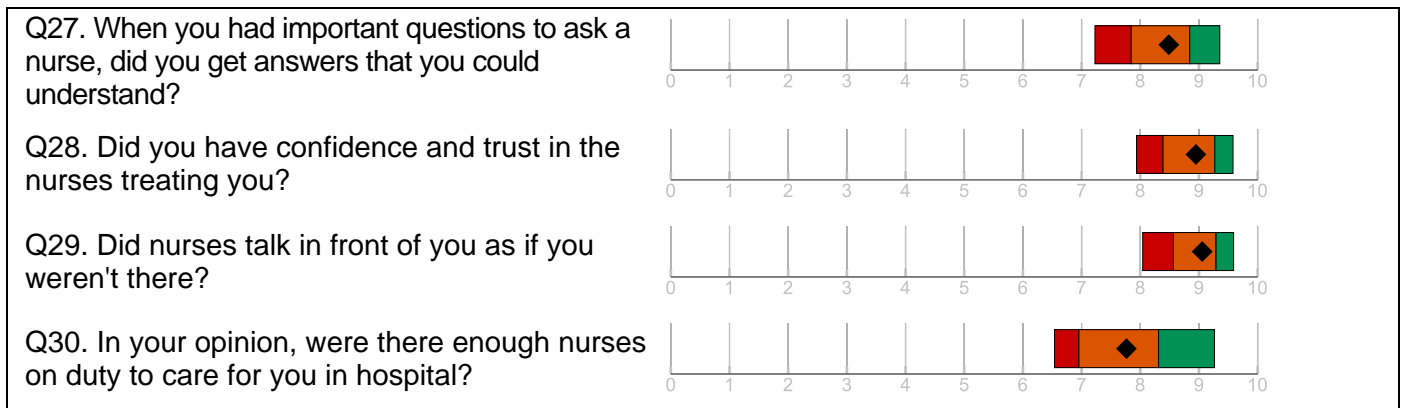 Q27. When you had important questions to ask a
nurse, did you get answers that you could
understand?
0 1 2 3 4 5 6 7 8 9 10
Q28. Did you have confidence and trust in the
nurses treating you?
0 1 2 3 4 5 6 7 8 9 10
Q29. Did nurses talk in front of you as if you
weren't there?
0 1 2 3 4 5 6 7 8 9 10
Q30. In your opinion, were there enough nurses
on duty to care for you in hospital?
0 1 2 3 4 5 6 7 8 9 10